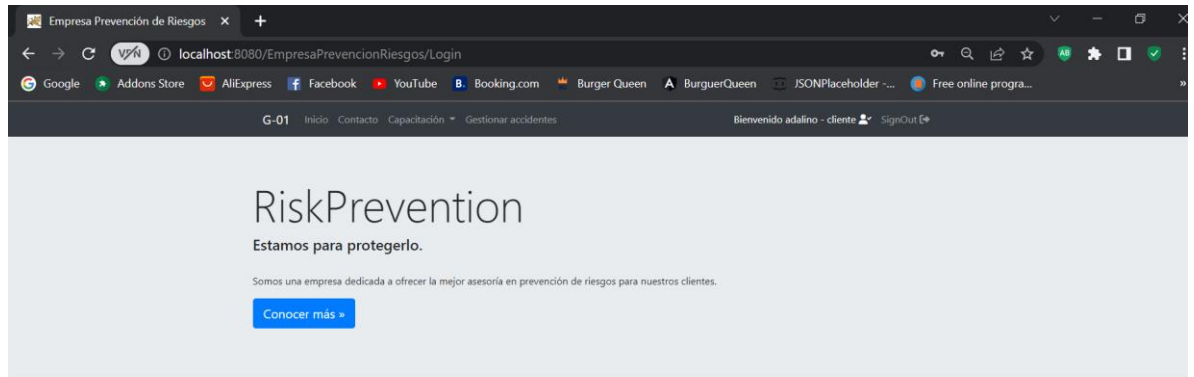 Empresa Prevención de Riesgos
VPN localhost:8080/EmpresaPrevencionRiesgos/Login AB
Google Addons Store AliExpress Facebook YouTube B. Booking.com Burger Queen A BurguerQueen JSONPlaceholder -... Free online progra... »
G-01 Inicio Contacto Capacitación Gestionar accidentes Bienvenido adalino - cliente SignOut
RiskPrevention
Estamos para protegerlo.
Somos una empresa dedicada a ofrecer la mejor asesoría en prevención de riesgos para nuestros clientes.
Conocer más »